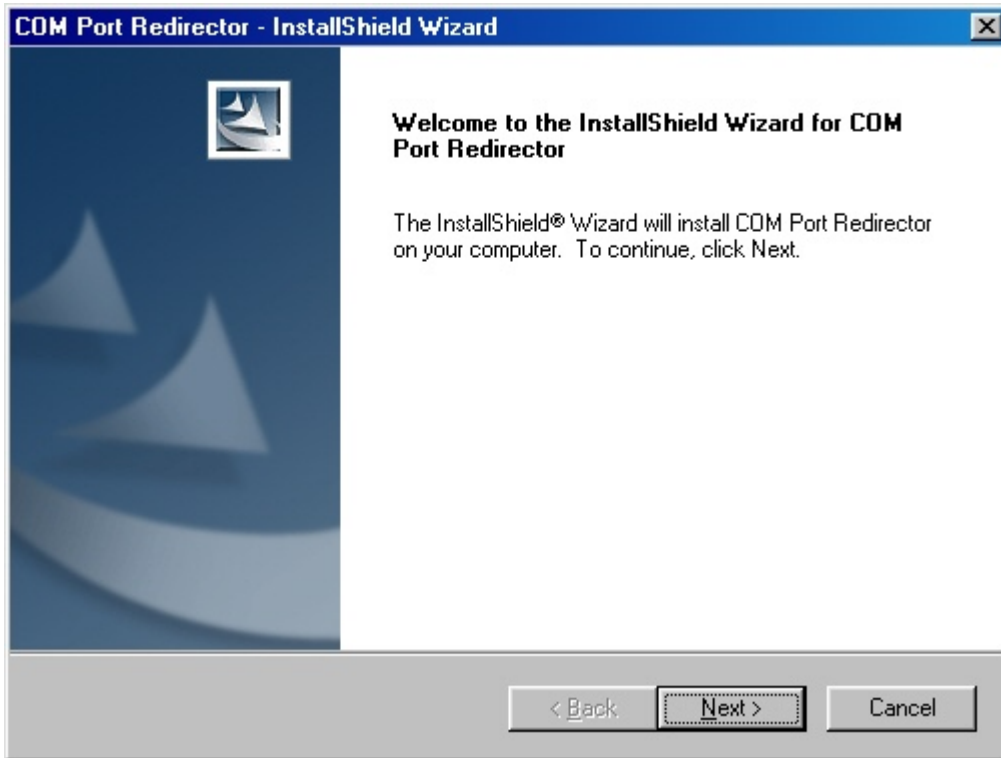 COM Port Redirector - InstallShield Wizard
Welcome to the InstallShield Wizard for COM
Port Redirector
The InstallShield® Wizard will install COM Port Redirector
on your computer.  To continue, click Next.
< Back
Next >
Cancel